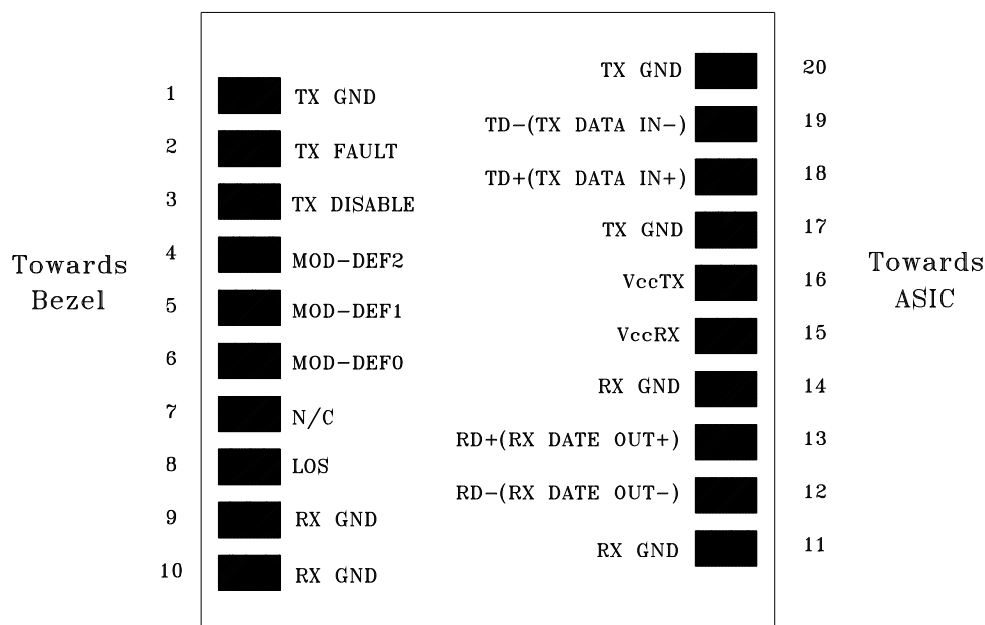 TX GND 20
1 TX GND
TD-(TX DATA IN-) 19
2 TX FAULT
TD+(TX DATA IN+) 18
3 TX DISABLE
TX GND 17
4 MOD-DEF2
Towards
Bezel
Towards
ASIC
VccTX 16
5 MOD-DEF1
VccRX 15
6 MOD-DEF0
RX GND 14
7 N/C
RD+(RX DATE OUT+) 13
8 LOS
RD-(RX DATE OUT-) 12
9 RX GND
RX GND 11
10 RX GND